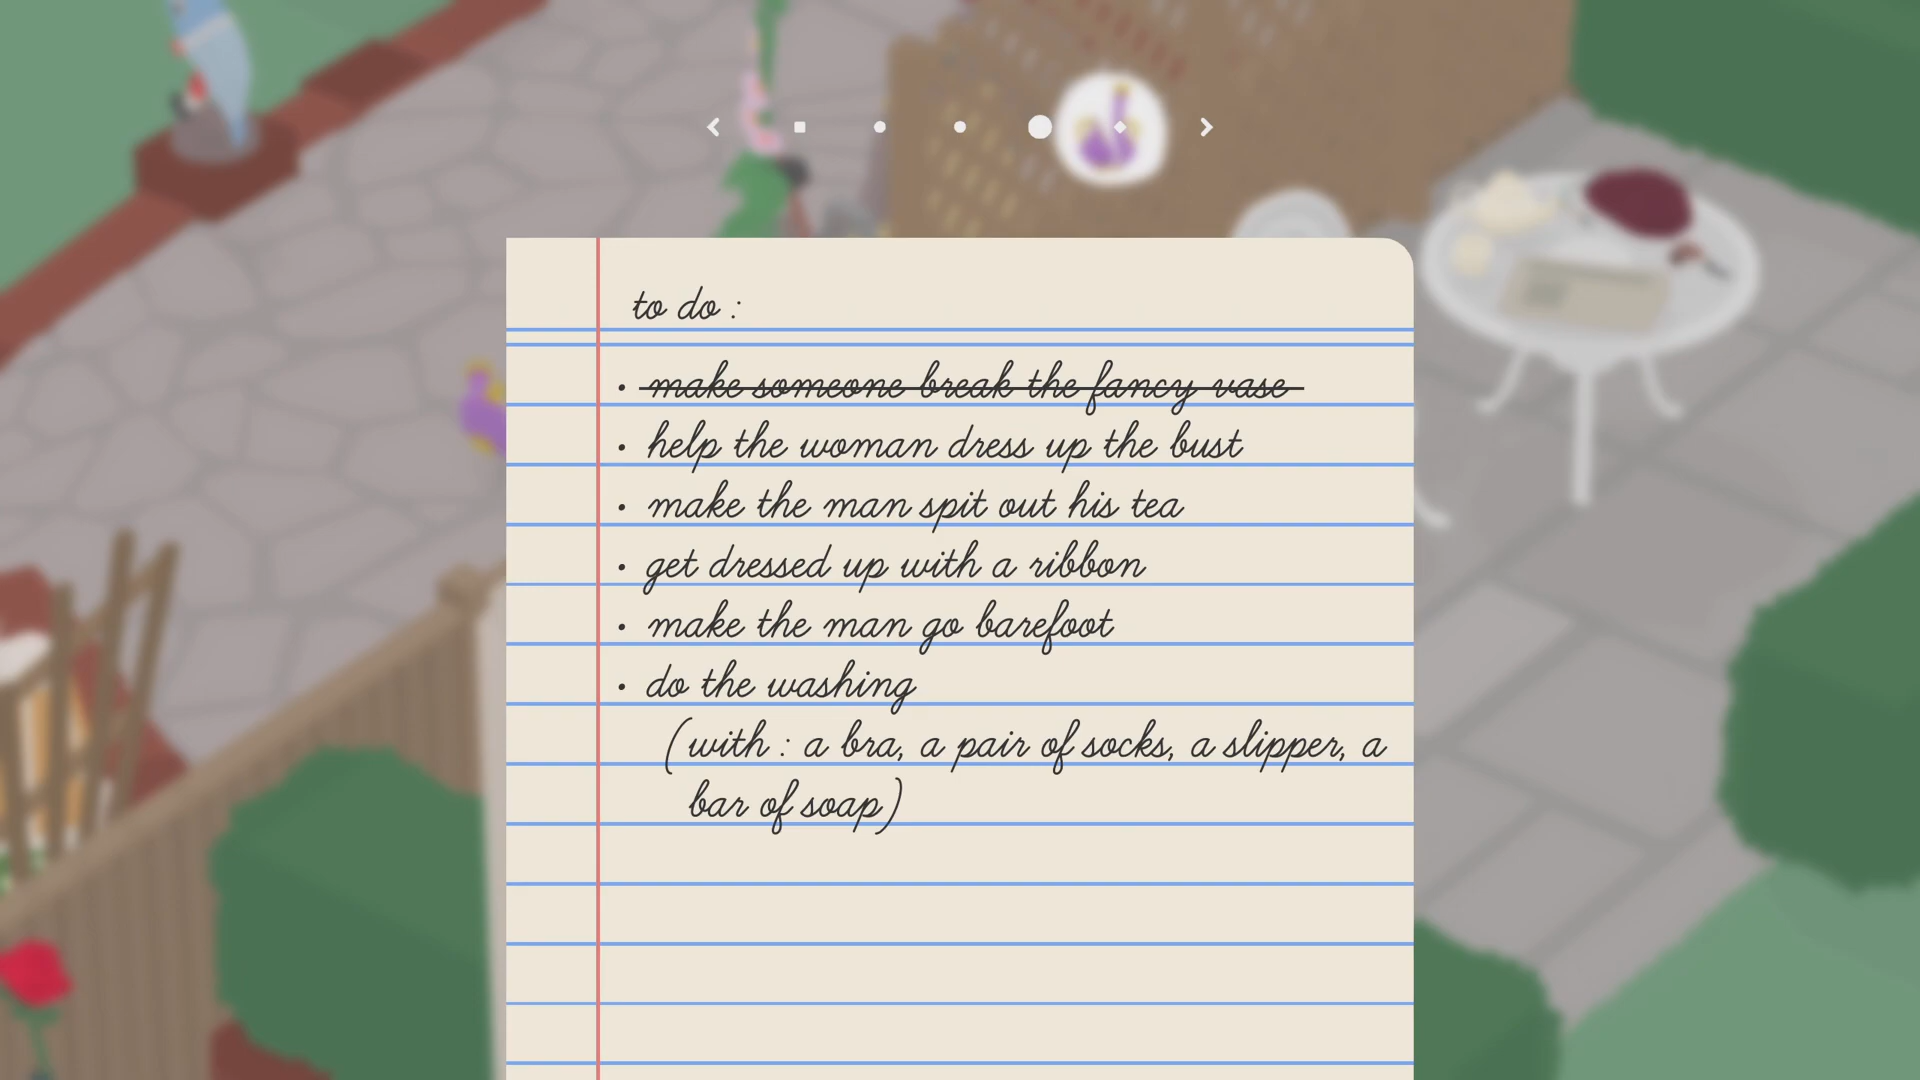 to do :
• make someone break the fancy vase
• help the woman dress up the bust
• make the man spit out his tea
• get dressed up with a ribbon
• make the man go barefoot
• do the washing
(with : a bra, a pair of socks, a slipper, a
bar of soap)